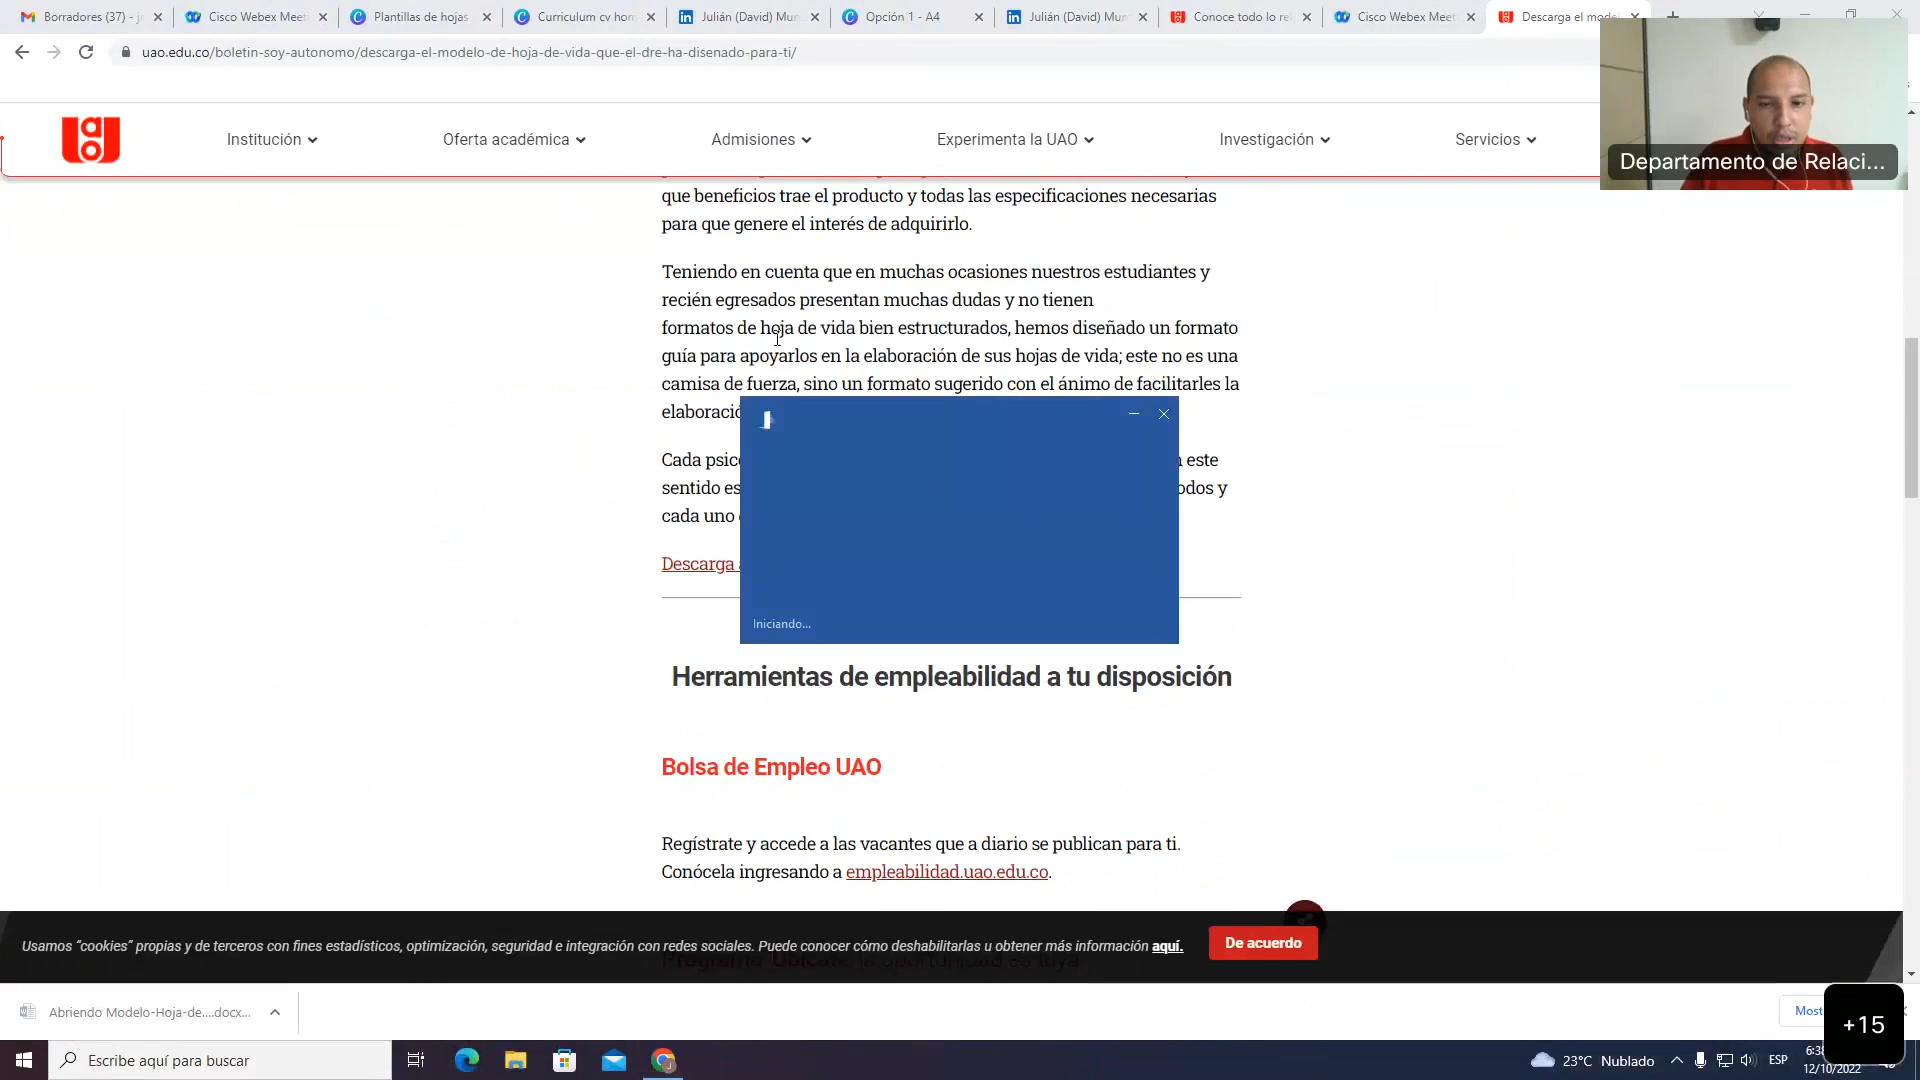 Borradores (37) - j
Cisco Webex Meet
Plantillas de hojas
Curriculum cv hom
Julián (David) Mun
Opción 1 - A4
Julián (David) Mun
Conoce todo lo re
Cisco Webex Meet
Descarga el mode
uao.edu.co/boletin-soy-autonomo/descarga-el-modelo-de-hoja-de-vida-que-el-dre-ha-disenado-para-ti/
Institución
Oferta académica
Admisiones
Experimenta la UAO
Investigación
Servicios
Departamento de Relaci...
que beneficios trae el producto y todas las especificaciones necesarias
para que genere el interés de adquirirlo.
Teniendo en cuenta que en muchas ocasiones nuestros estudiantes y
recién egresados presentan muchas dudas y no tienen
formatos de hoja de vida bien estructurados, hemos diseñado un formato
guía para apoyarlos en la elaboración de sus hojas de vida; este no es una
camisa de fuerza, sino un formato sugerido con el ánimo de facilitarles la
elaboració
Cada psic este
sentido es odos y
cada uno
Descarga
Iniciando...
Herramientas de empleabilidad a tu disposición
Bolsa de Empleo UAO
Regístrate y accede a las vacantes que a diario se publican para ti.
Conócela ingresando a empleabilidad.uao.edu.co.
Usamos “cookies” propias y de terceros con fines estadísticos, optimización, seguridad e integración con redes sociales. Puede conocer cómo deshabilitarlas u obtener más información aquí.
De acuerdo
Programa Ubícate la oportunidad es tuya
Abriendo Modelo-Hoja-de....docx...
Most
+15
Escribe aquí para buscar
23°C Nublado
ESP
6:3
12/10/2022